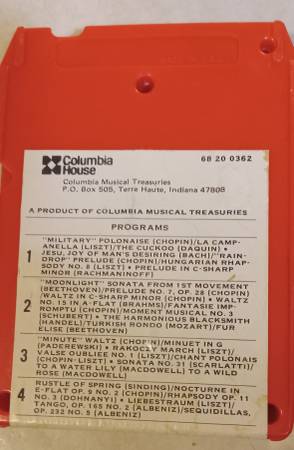 Columbia
House
68 20 0362
Columbia Musical Treasuries
P.O. Box 505, Terre Haute, Indiana 47808
A PRODUCT OF COLUMBIA MUSICAL TREASURIES
PROGRAMS
1
"MILITARY" POLONAISE (CHOPIN)/LA CAMP-
ANELLA (LISZT)/THE CUCKOO (DAQUIN) •
JESU, JOY OF MAN'S DESIRING (BACH)/"RAIN-
DROP" PRELUDE (CHOPIN)/HUNGARIAN RHAP-
SODY NO. 8 (LISZT) • PRELUDE IN C-SHARP
MINOR (RACHMANINOFF)
2
"MOONLIGHT" SONATA FROM 1ST MOVEMENT
(BEETHOVEN)/PRELUDE NO. 7, OP. 28 (CHOPIN)
/WALTZ IN C-SHARP MINOR (CHOPIN) • WALTZ
NO. 15 IN A-FLAT (BRAHMS)/FANTASIE IMP-
ROMPTU (CHOPIN)/MOMENT MUSICAL NO. 3
(SCHUBERT) • THE HARMONIOUS BLACKSMITH
(HANDEL)/TURKISH RONDO (MOZART)/FUR
ELISE (BEETHOVEN)
3
"MINUTE" WALTZ (CHOPIN)/MINUET IN G
(PADEREWSKI) • RAKOCZY MARCH (LISZT)/
VALSE OUBLIEE NO. 1 (LISZT)/CHANT POLONAIS
(CHOPIN-LISZT) • SONATA NO. 31 (SCARLATTI)/
TO A WATER LILY (MACDOWELL) TO A WILD
ROSE (MACDOWELL)
4
RUSTLE OF SPRING (SINDING)/NOCTURNE IN
E-FLAT OP. 9 NO. 2 (CHOPIN)/RHAPSODY OP. 11
NO. 3 (DOHNANYI) • LIEBESTRAUM (LISZT)/
TANGO, OP. 165 NO. 2 (ALBENIZ)/SEQUIDILLAS,
OP. 232 NO. 5 (ALBENIZ)